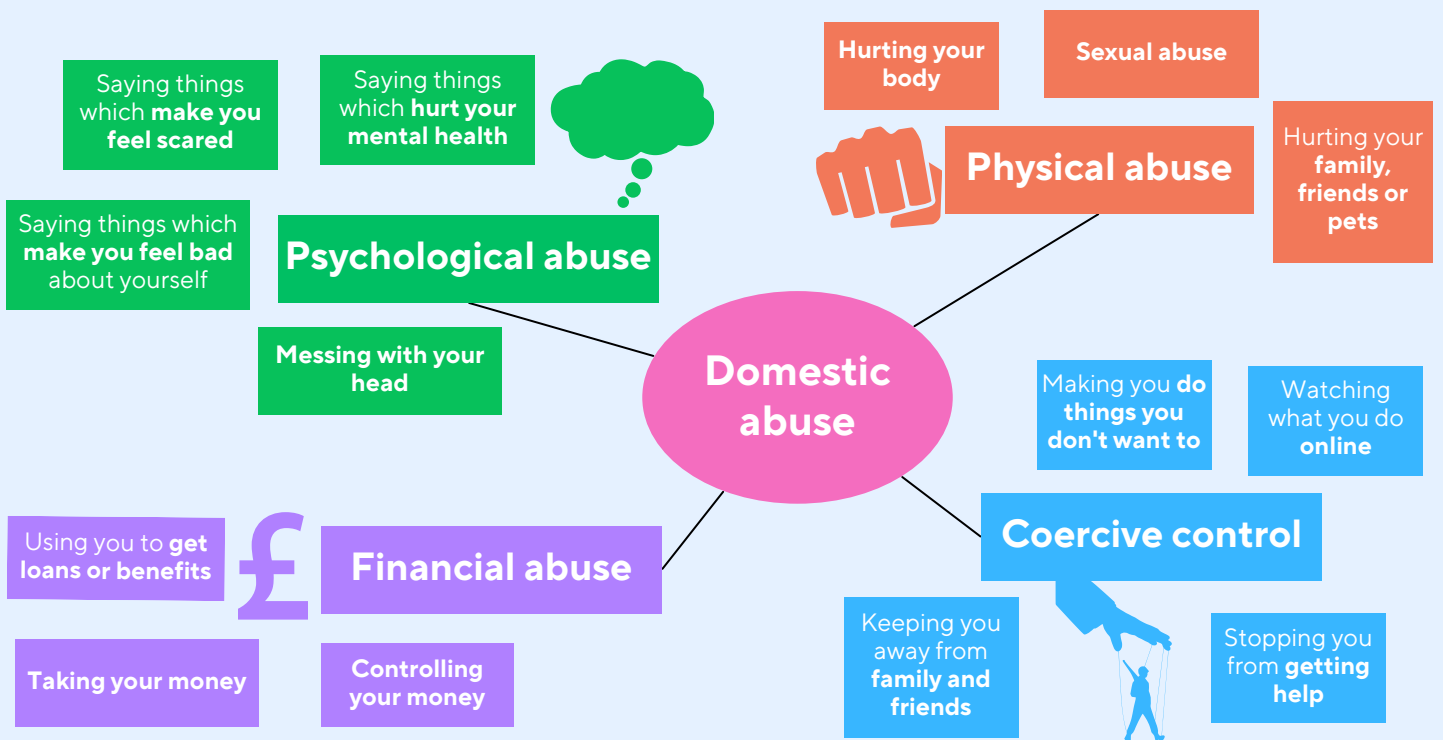 Saying things
which make you
feel scared
Saying things
which hurt your
mental health
Saying things which
make you feel bad
about yourself
Psychological abuse
Messing with your
head
Hurting your
body
Sexual abuse
Physical abuse
Hurting your
family,
friends or
pets
Domestic
abuse
Using you to get
loans or benefits
£
Financial abuse
Taking your money
Controlling
your money
Making you do
things you
don't want to
Watching
what you do
online
Coercive control
Keeping you
away from
family and
friends
Stopping you
from getting
help